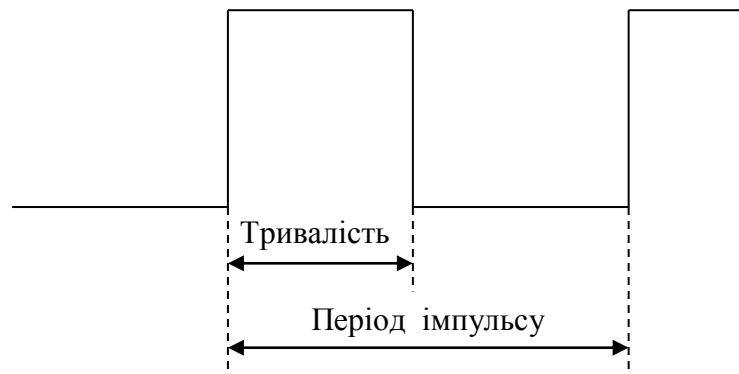 Тривалість
Період імпульсу